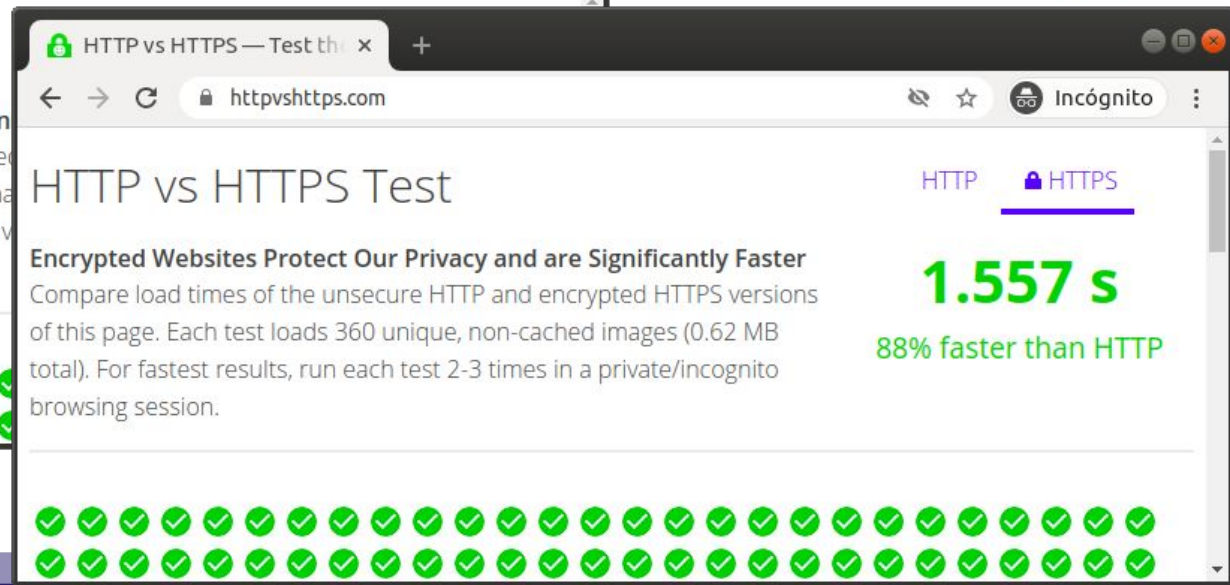 HTTP vs HTTPS — Test the
httpvshttps.com
Incógnito
HTTP vs HTTPS Test
HTTP
HTTPS
Encrypted Websites Protect Our Privacy and are Significantly Faster
Compare load times of the unsecure HTTP and encrypted HTTPS versions
of this page. Each test loads 360 unique, non-cached images (0.62 MB
total). For fastest results, run each test 2-3 times in a private/incognito
browsing session.
1.557 s
88% faster than HTTP